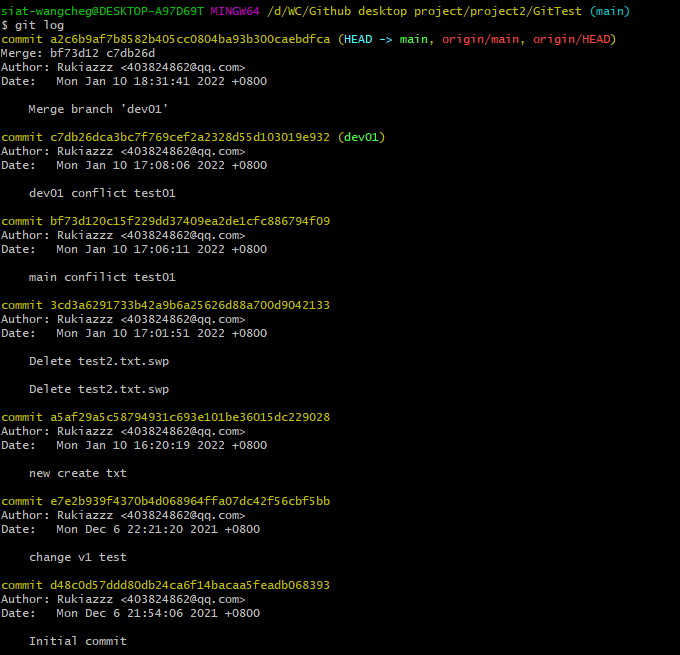 siat-wangcheg@DESKTOP-A97D69T MINGW64 /d/WC/Github desktop project/project2/GitTest (main)
$ git log
commit a2c6b9af7b8582b405cc0804ba93b300caebdfca (HEAD -> main, origin/main, origin/HEAD)
Merge: bf73d12 c7db26d
Author: Rukiazzz <403824862@qq.com>
Date:   Mon Jan 10 18:31:41 2022 +0800
    Merge branch 'dev01'
commit c7db26dca3bc7f769cef2a2328d55d103019e932 (dev01)
Author: Rukiazzz <403824862@qq.com>
Date:   Mon Jan 10 17:08:06 2022 +0800
    dev01 conflict test01
commit bf73d120c15f229dd37409ea2de1cfc886794f09
Author: Rukiazzz <403824862@qq.com>
Date:   Mon Jan 10 17:06:11 2022 +0800
    main confilict test01
commit 3cd3a6291733b42a9b6a25626d88a700d9042133
Author: Rukiazzz <403824862@qq.com>
Date:   Mon Jan 10 17:01:51 2022 +0800
    Delete test2.txt.swp
    Delete test2.txt.swp
commit a5af29a5c58794931c693e101be36015dc229028
Author: Rukiazzz <403824862@qq.com>
Date:   Mon Jan 10 16:20:19 2022 +0800
    new create txt
commit e7e2b939f4370b4d068964ffa07dc42f56cbf5bb
Author: Rukiazzz <403824862@qq.com>
Date:   Mon Dec 6 22:21:20 2021 +0800
    change v1 test
commit d48c0d57ddd80db24ca6f14bacaa5feadb068393
Author: Rukiazzz <403824862@qq.com>
Date:   Mon Dec 6 21:54:06 2021 +0800
    Initial commit